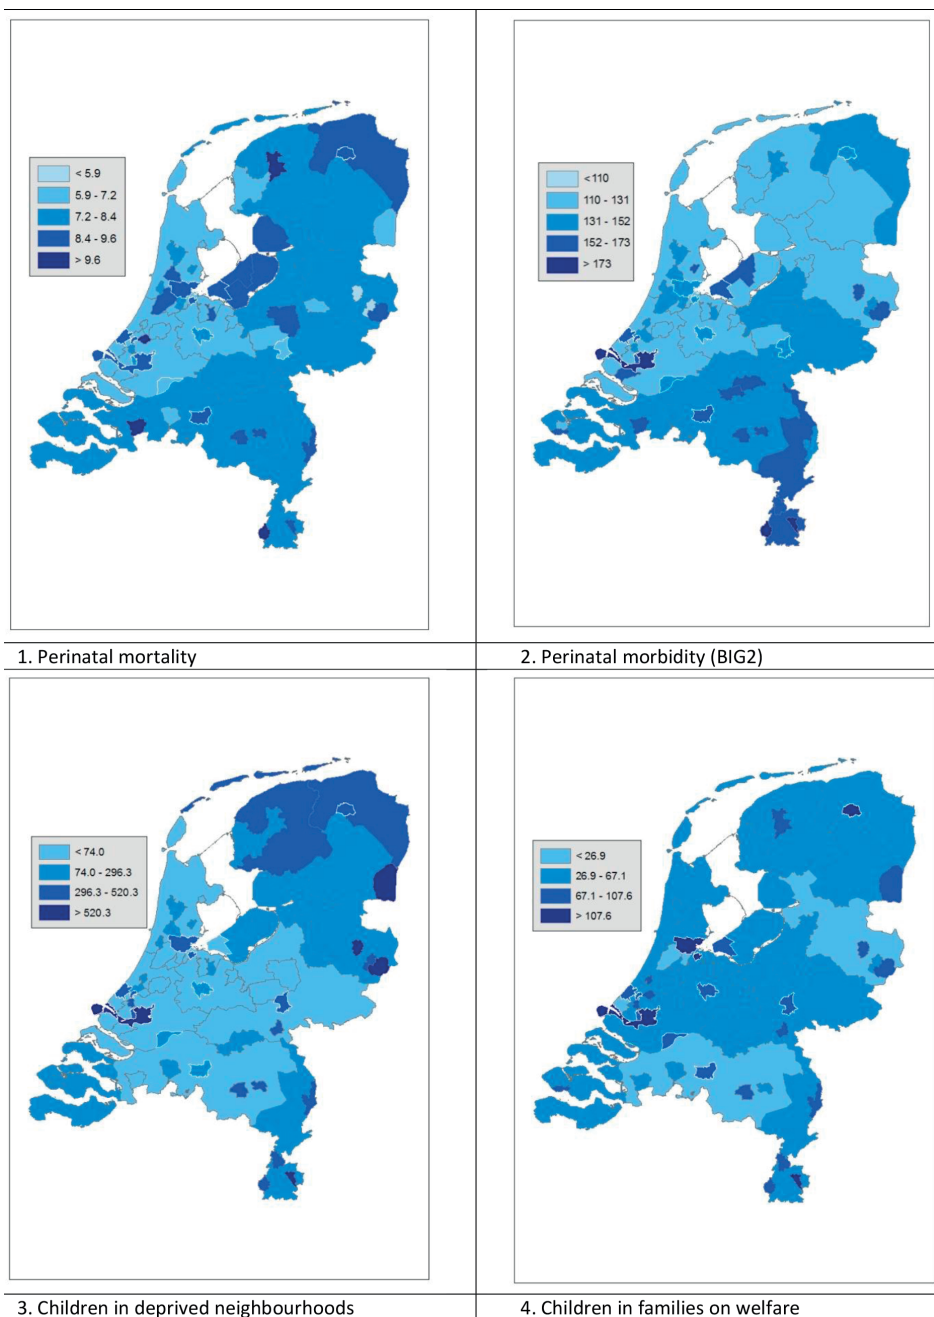 < 5.9
5.9 - 7.2
7.2 - 8.4
8.4 - 9.6
> 9.6
<110
110 - 131
131 - 152
152 - 173
> 173
1. Perinatal mortality
2. Perinatal morbidity (BIG2)
< 74.0
74.0 - 296.3
296.3 - 520.3
> 520.3
< 26.9
26.9 - 67.1
67.1 - 107.6
> 107.6
3. Children in deprived neighbourhoods
4. Children in families on welfare